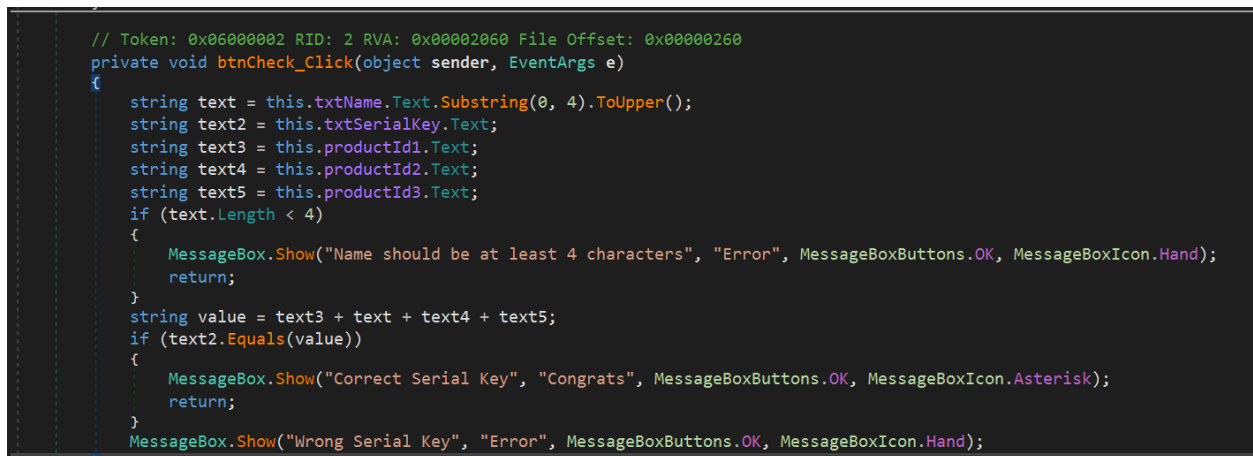 // Token: 0x06000002 RID: 2 RVA: 0x00002060 File Offset: 0x00000260
private void btnCheck_Click(object sender, EventArgs e)
{
string text = this.txtName.Text.Substring(0, 4).ToUpper();
string text2 = this.txtSerialKey.Text;
string text3 = this.productId1.Text;
string text4 = this.productId2.Text;
string text5 = this.productId3.Text;
if (text.Length < 4)
{
MessageBox.Show("Name should be at least 4 characters", "Error", MessageBoxButtons.OK, MessageBoxIcon.Hand);
return;
}
string value = text3 + text + text4 + text5;
if (text2.Equals(value))
{
MessageBox.Show("Correct Serial Key", "Congrats", MessageBoxButtons.OK, MessageBoxIcon.Asterisk);
return;
}
MessageBox.Show("Wrong Serial Key", "Error", MessageBoxButtons.OK, MessageBoxIcon.Hand);